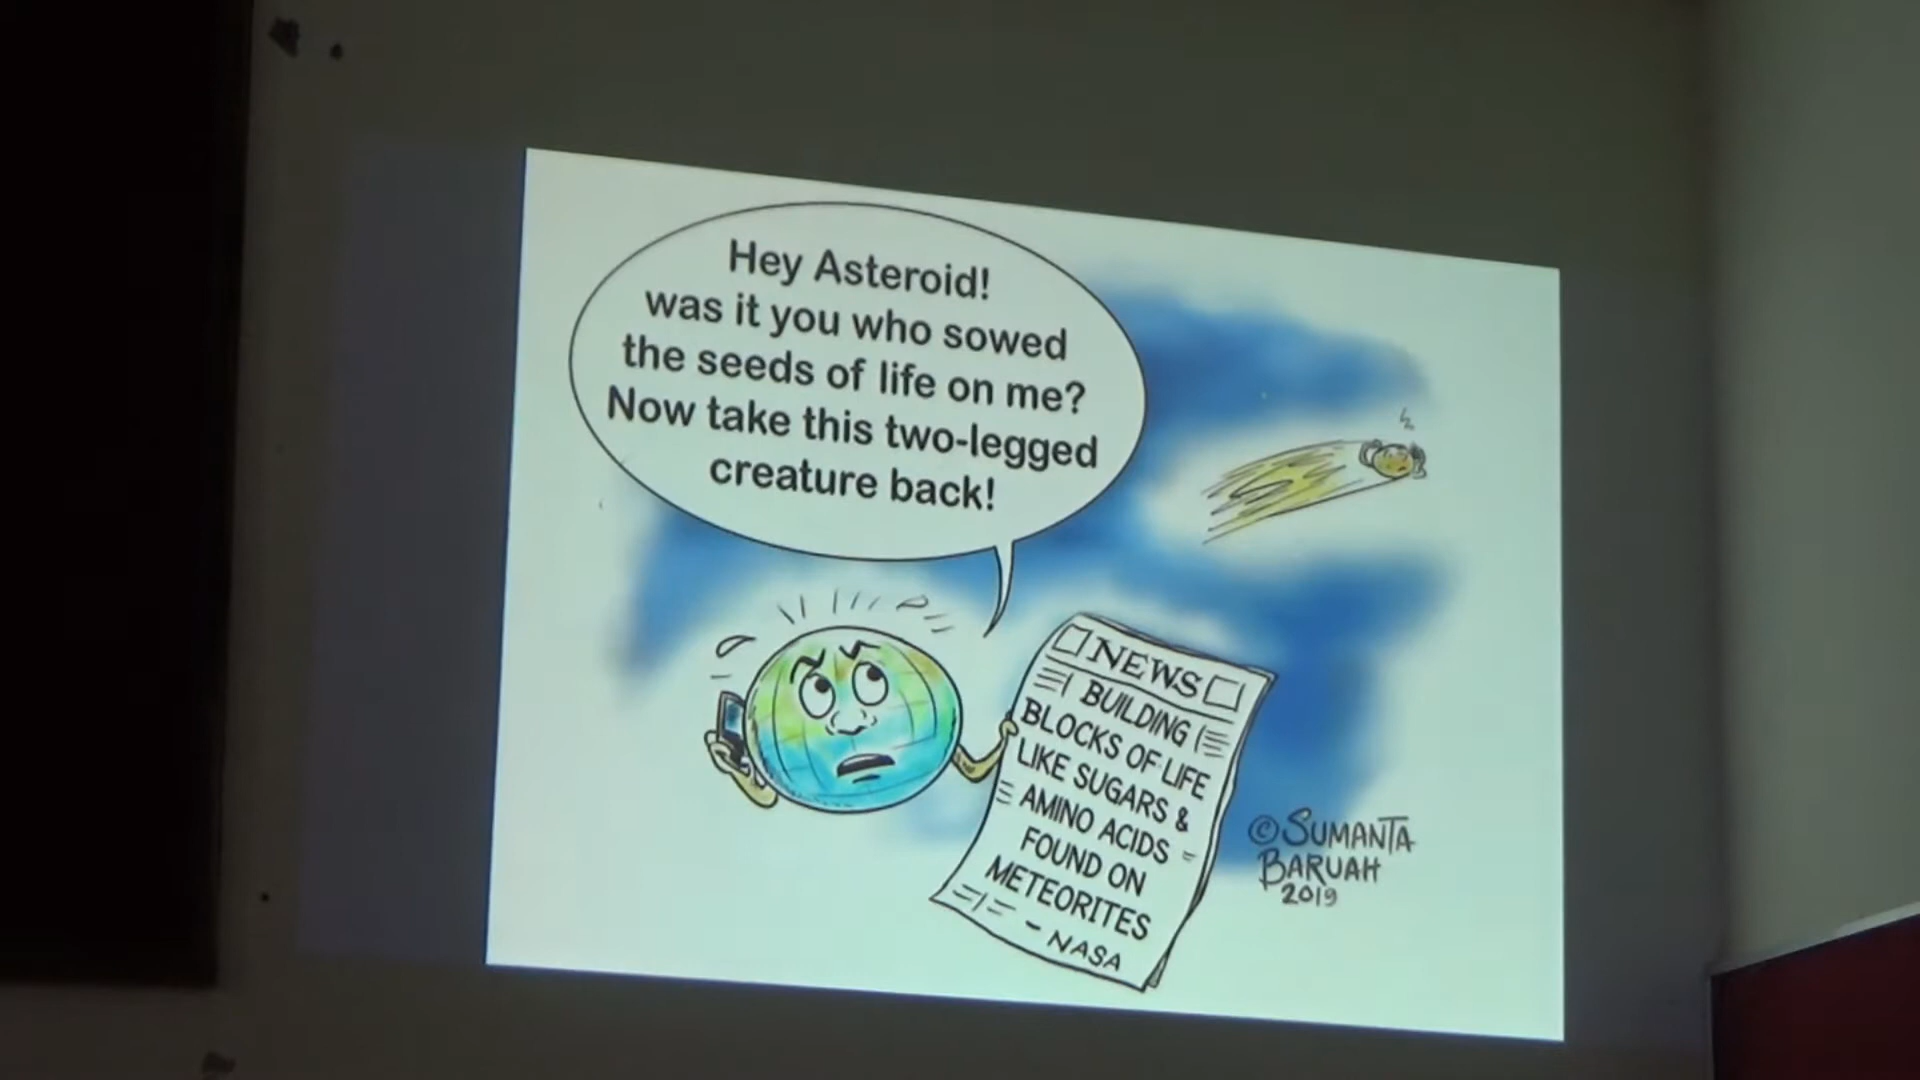 Hey Asteroid!
was it you who sowed
the seeds of life on me?
Now take this two-legged
creature back!
NEWS
BUILDING
BLOCKS OF LIFE
LIKE SUGARS &
AMINO ACIDS
FOUND ON
METEORITES
- NASA
© SUMANTA
BARUAH
2019